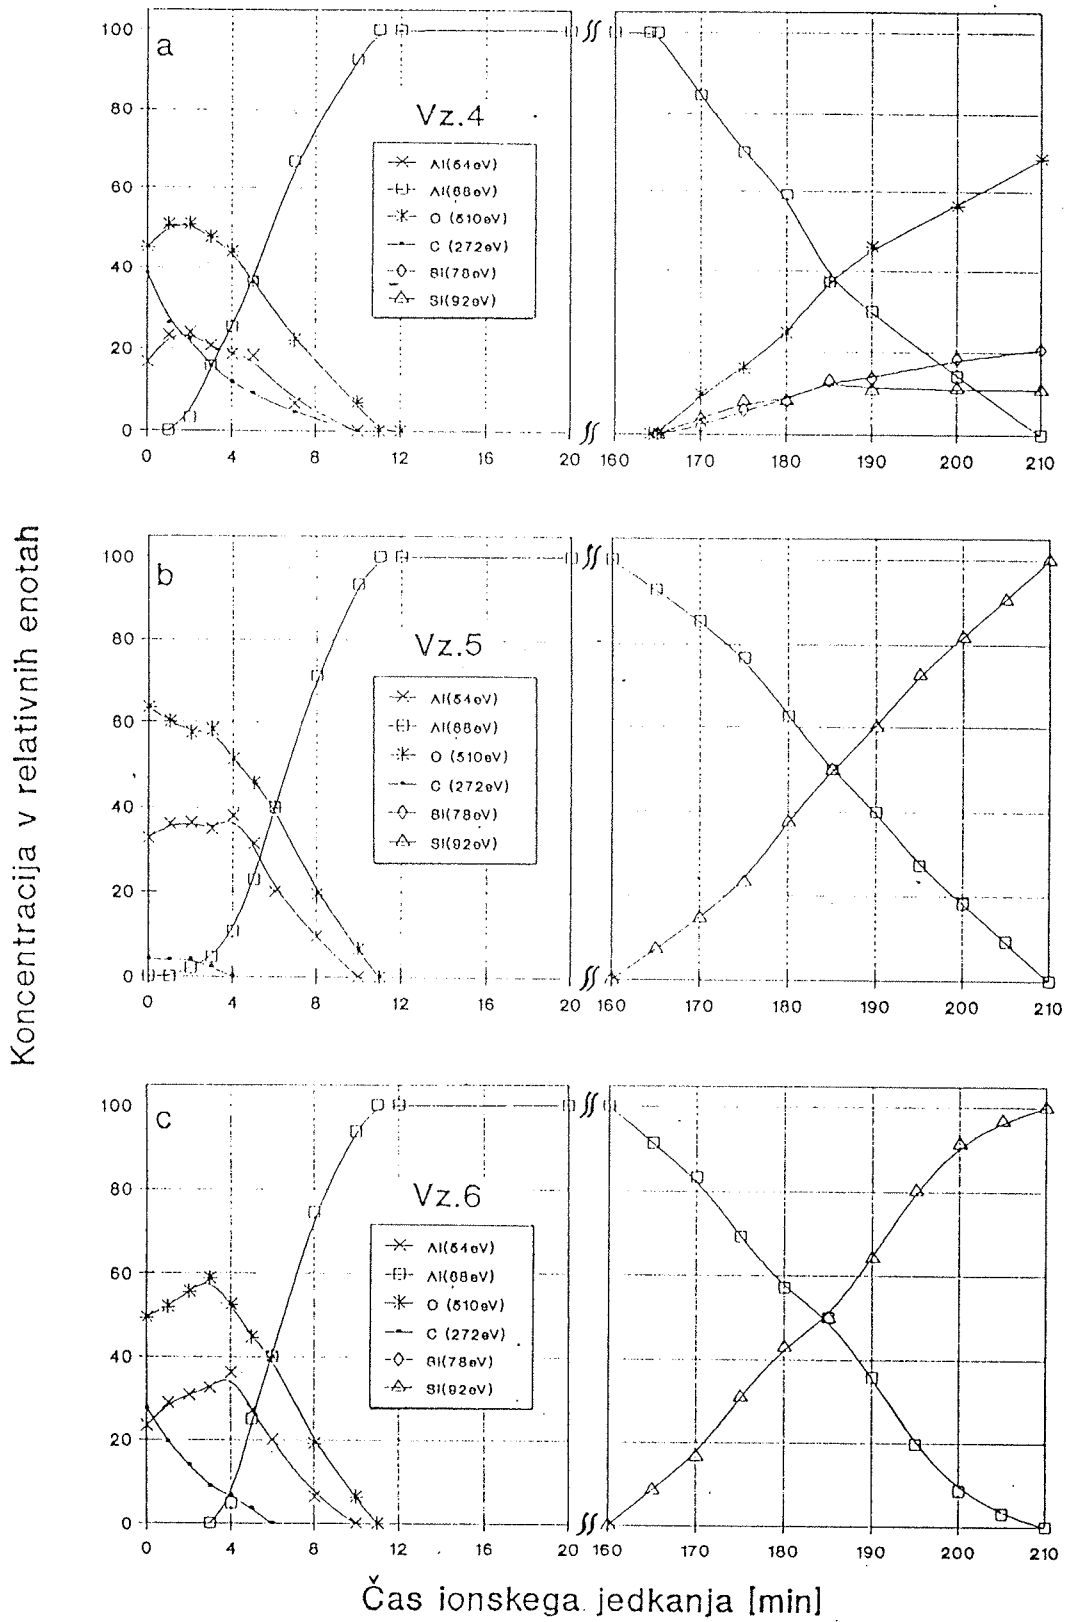 a
Vz.4
Al(54eV)
Al(68eV)
O (510eV)
C (272eV)
Si(78eV)
Si(92eV)
100
80
60
40
20
0
0 4 8 12 16 20 160 170 180 190 200 210
b
Vz.5
Al(54eV)
Al(68eV)
O (510eV)
C (272eV)
Si(78eV)
Si(92eV)
100
80
60
40
20
0
0 4 8 12 16 20 160 170 180 190 200 210
c
Vz.6
Al(54eV)
Al(68eV)
O (510eV)
C (272eV)
Si(78eV)
Si(92eV)
100
80
60
40
20
0
0 4 8 12 16 20 160 170 180 190 200 210
Koncentracija v relativnih enotah
Čas ionskega jedkanja [min]